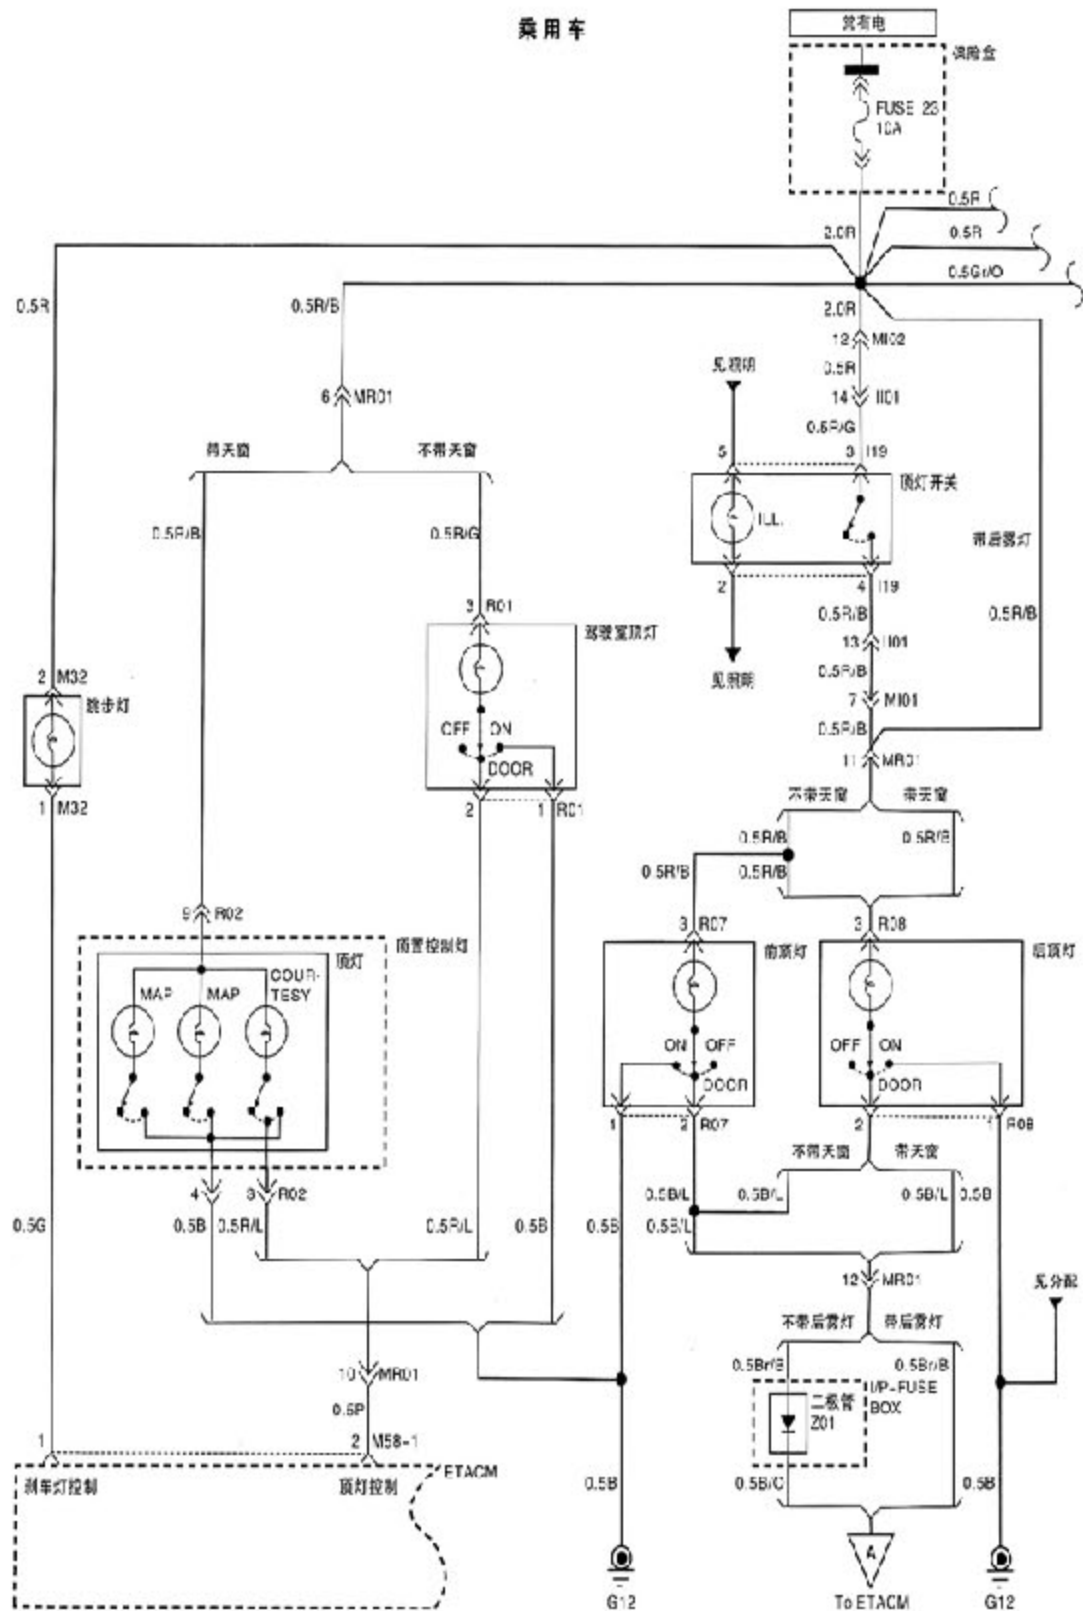 乘用车
常有电
保险盒
FUSE 23
10A
0.5R
2.0R
0.5R
0.5Gr/O
0.5R
0.5R/B
2.0R
12 MI02
见照明
0.5R
6 MR01
14 II01
0.5R/G
带天窗
不带天窗
5
3 I19
顶灯开关
0.5R/B
0.5R/G
ILL.
带后雾灯
2
4 I19
3 R01
0.5R/B
0.5R/B
驾驶室顶灯
13 II01
0.5R/B
2 M32
见照明
7 MI01
OFF ON
0.5R/B
DOOR
11 MR01
1 M32
2
1 R01
不带天窗
带天窗
0.5R/B
0.5R/B
0.5R/B
0.5R/B
9 R02
3 R07
3 R08
顶置控制灯
顶灯
前顶灯
后顶灯
MAP
MAP
COUR-
TESY
ON OFF
OFF ON
DOOR
DOOR
1
2 R07
2
1 R08
不带天窗
带天窗
4
R02
0.5B/L
0.5B/L
0.5B/L
0.5B
0.5G
0.5B
0.5R/L
0.5R/L
0.5B
0.5B
0.5B/L
12 MR01
见分配
不带后雾灯
带后雾灯
0.5Br/B
0.5Br/B
10 MR01
二极管
Z01
I/P-FUSE
BOX
0.5P
1
2 M58-1
ETACM
刹车灯控制
顶灯控制
0.5B
0.5B/O
0.5B
A
G12
To ETACM
G12